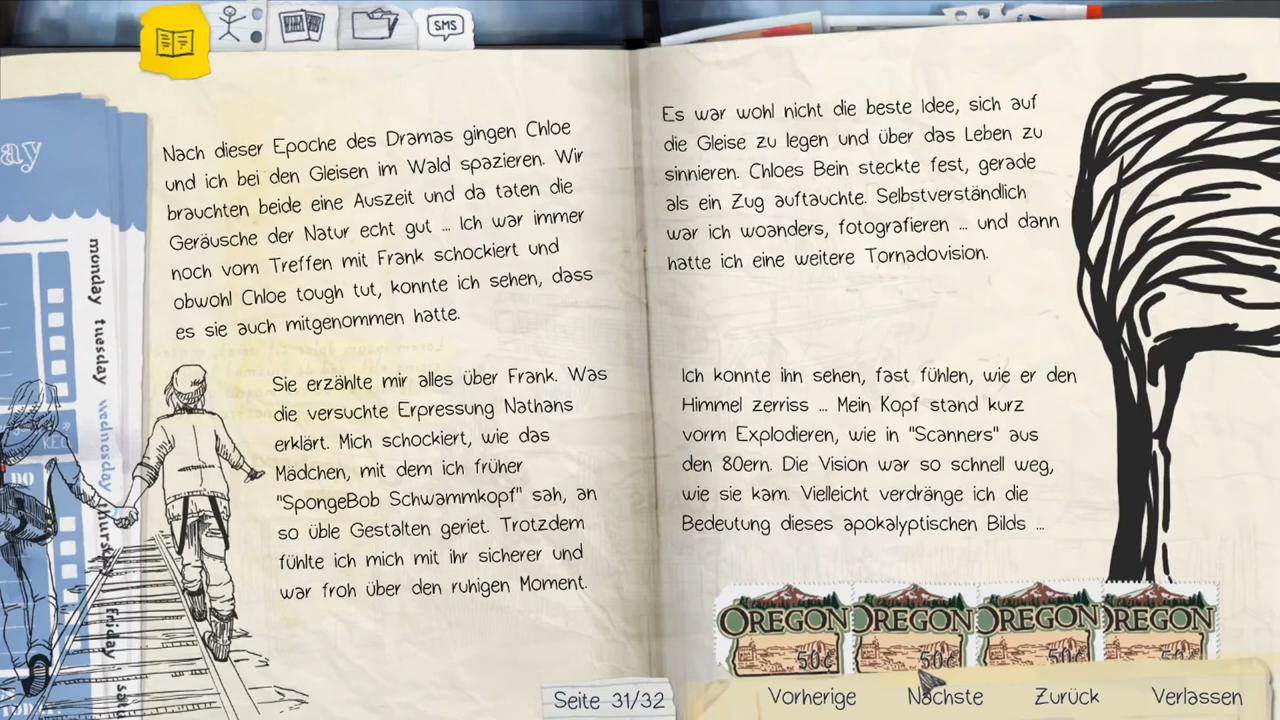 SMS
ay
monday
tuesday
wednesday
thursday
friday
Nach dieser Epoche des Dramas gingen Chloe
und ich bei den Gleisen im Wald spazieren. Wir
brauchten beide eine Auszeit und da taten die
Geräusche der Natur echt gut ... Ich war immer
noch vom Treffen mit Frank schockiert und
obwohl Chloe tough tut, konnte ich sehen, dass
es sie auch mitgenommen hatte.
Sie erzählte mir alles über Frank. Was
die versuchte Erpressung Nathans
erklärt. Mich schockiert, wie das
Mädchen, mit dem ich früher
"SpongeBob Schwammkopf" sah, an
so üble Gestalten geriet. Trotzdem
fühlte ich mich mit ihr sicherer und
war froh über den ruhigen Moment.
Es war wohl nicht die beste Idee, sich auf
die Gleise zu legen und über das Leben zu
sinnieren. Chloes Bein steckte fest, gerade
als ein Zug auftauchte. Selbstverständlich
war ich woanders, fotografieren ... und dann
hatte ich eine weitere Tornadovision.
Ich konnte ihn sehen, fast fühlen, wie er den
Himmel zerriss ... Mein Kopf stand kurz
vorm Explodieren, wie in "Scanners" aus
den 80ern. Die Vision war so schnell weg,
wie sie kam. Vielleicht verdränge ich die
Bedeutung dieses apokalyptischen Bilds ...
OREGON OREGON OREGON OREGON
50¢ 50¢ 50¢ 50¢
Seite 31/32
Vorherige Nächste Zurück Verlassen